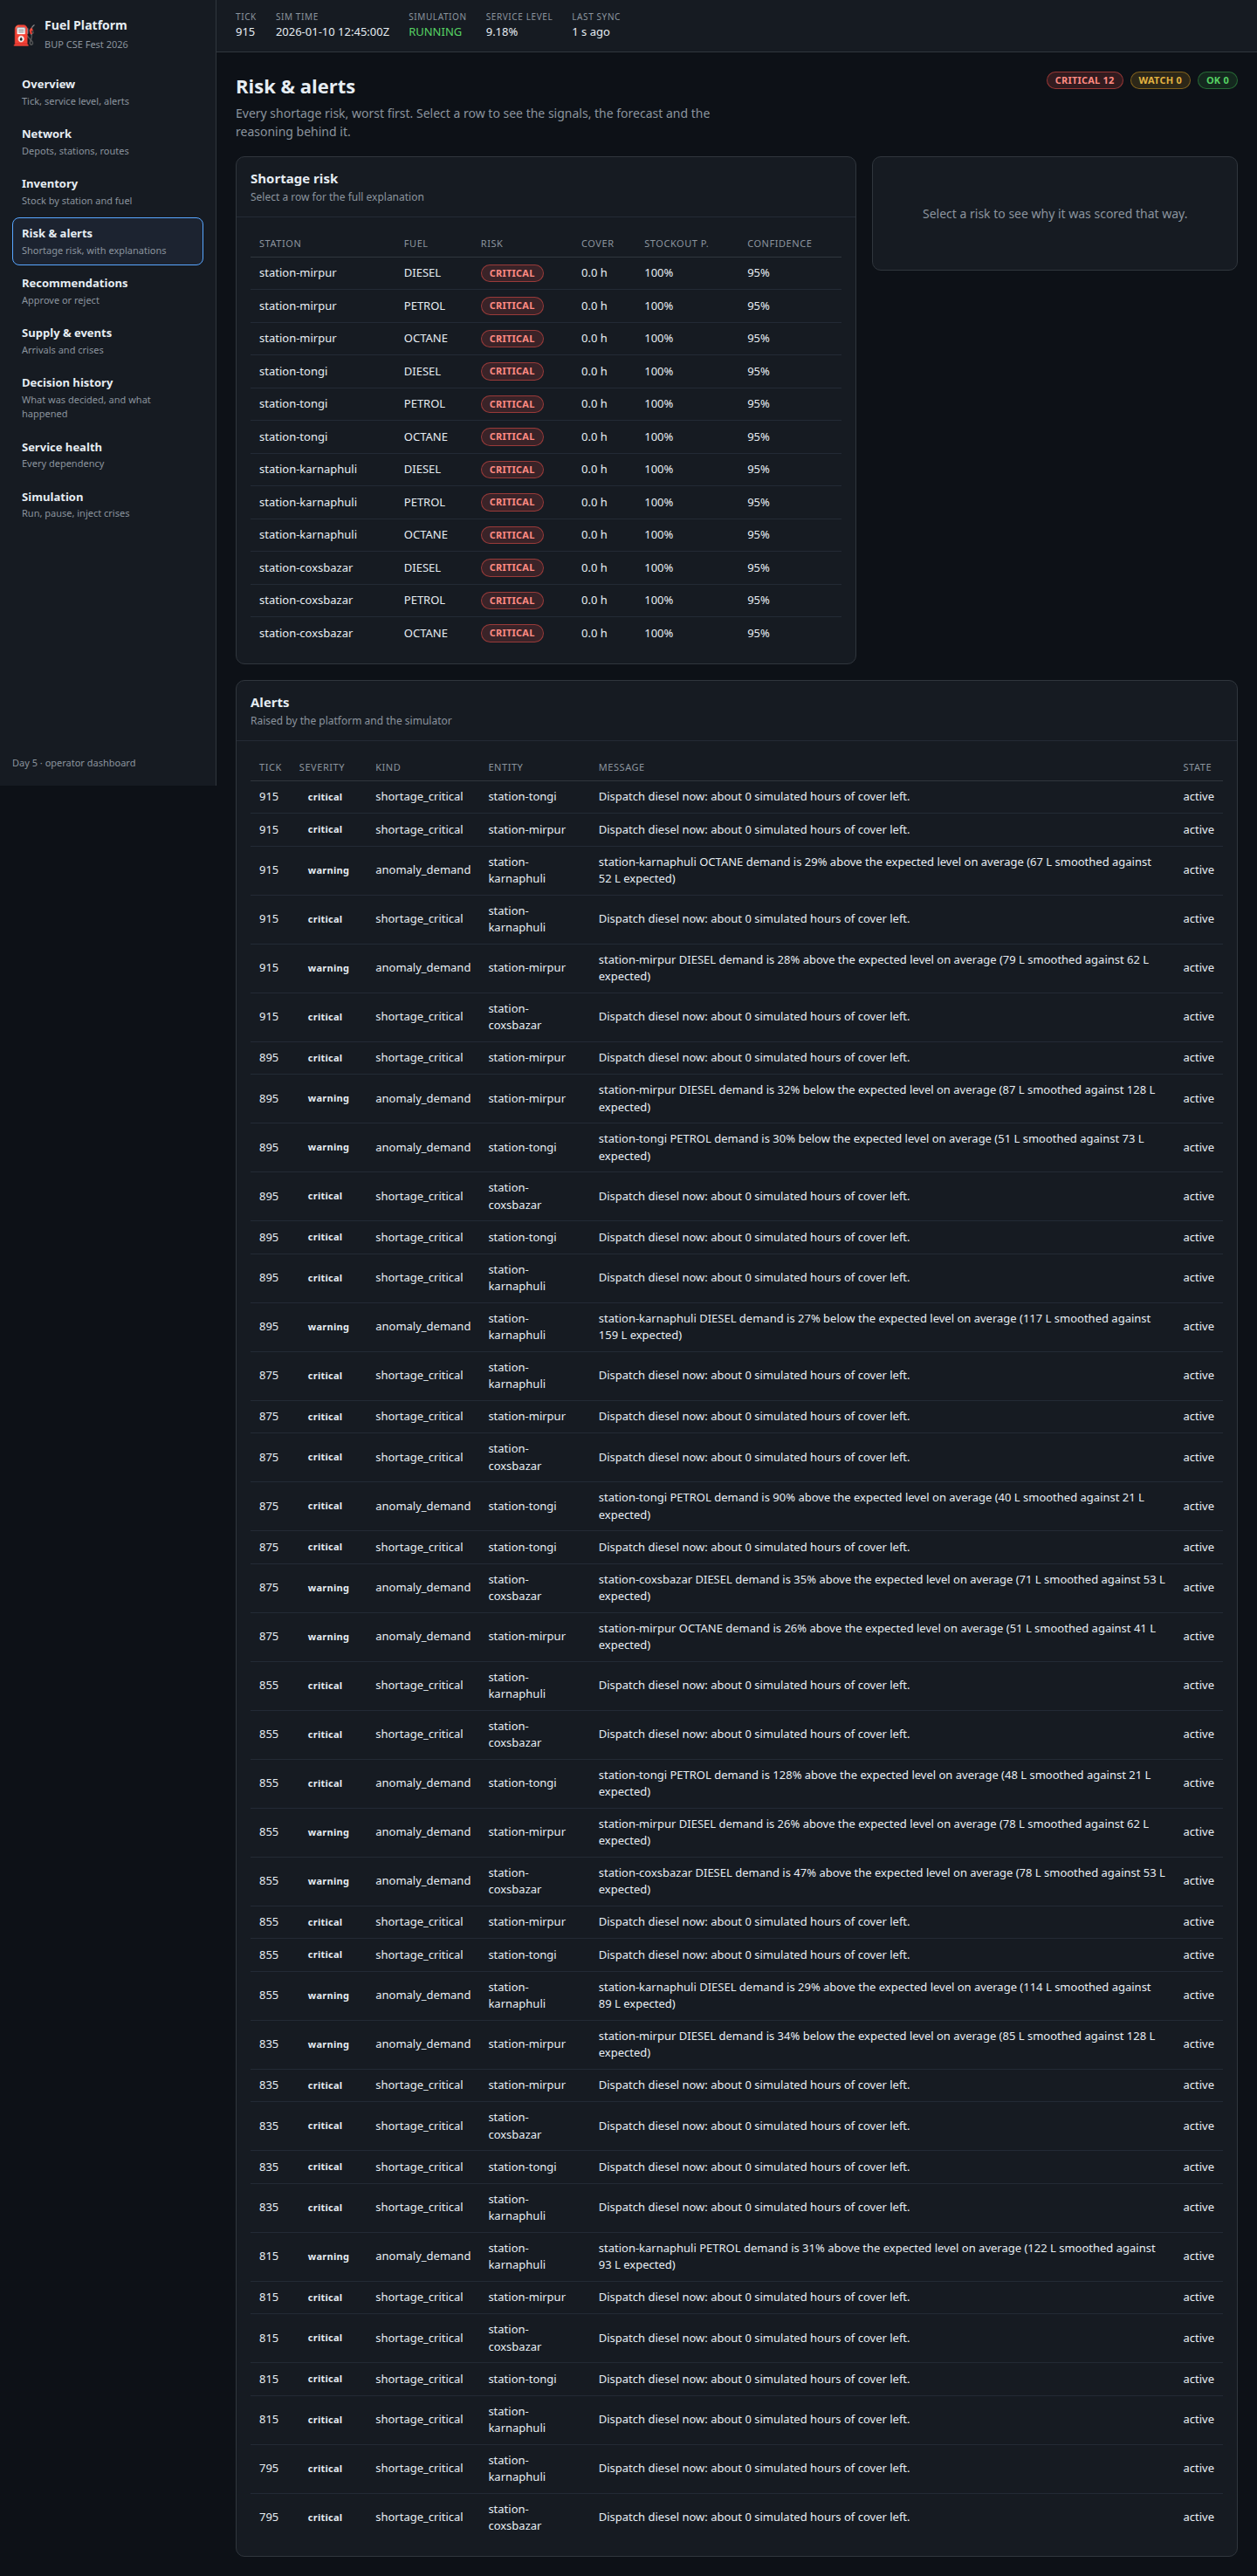 Fuel Platform
BUP CSE Fest 2026
Overview
Tick, service level, alerts
Network
Depots, stations, routes
Inventory
Stock by station and fuel
Risk & alerts
Shortage risk, with explanations
Recommendations
Approve or reject
Supply & events
Arrivals and crises
Decision history
What was decided, and what
happened
Service health
Every dependency
Simulation
Run, pause, inject crises
Day 5 · operator dashboard
TICK SIM TIME SIMULATION SERVICE LEVEL LAST SYNC
915 2026-01-10 12:45:00Z RUNNING 9.18% 1 s ago
Risk & alerts
CRITICAL 12 WATCH 0 OK 0
Every shortage risk, worst first. Select a row to see the signals, the forecast and the
reasoning behind it.
Shortage risk
Select a row for the full explanation
STATION FUEL RISK COVER STOCKOUT P. CONFIDENCE
station-mirpur DIESEL CRITICAL 0.0 h 100% 95%
station-mirpur PETROL CRITICAL 0.0 h 100% 95%
station-mirpur OCTANE CRITICAL 0.0 h 100% 95%
station-tongi DIESEL CRITICAL 0.0 h 100% 95%
station-tongi PETROL CRITICAL 0.0 h 100% 95%
station-tongi OCTANE CRITICAL 0.0 h 100% 95%
station-karnaphuli DIESEL CRITICAL 0.0 h 100% 95%
station-karnaphuli PETROL CRITICAL 0.0 h 100% 95%
station-karnaphuli OCTANE CRITICAL 0.0 h 100% 95%
station-coxsbazar DIESEL CRITICAL 0.0 h 100% 95%
station-coxsbazar PETROL CRITICAL 0.0 h 100% 95%
station-coxsbazar OCTANE CRITICAL 0.0 h 100% 95%
Select a risk to see why it was scored that way.
Alerts
Raised by the platform and the simulator
TICK SEVERITY KIND ENTITY MESSAGE STATE
915 critical shortage_critical station-tongi Dispatch diesel now: about 0 simulated hours of cover left. active
915 critical shortage_critical station-mirpur Dispatch diesel now: about 0 simulated hours of cover left. active
915 warning anomaly_demand station-karnaphuli station-karnaphuli OCTANE demand is 29% above the expected level on average (67 L smoothed against
52 L expected) active
915 critical shortage_critical station-karnaphuli Dispatch diesel now: about 0 simulated hours of cover left. active
915 warning anomaly_demand station-mirpur station-mirpur DIESEL demand is 28% above the expected level on average (79 L smoothed against 62 L
expected) active
915 critical shortage_critical station-coxsbazar Dispatch diesel now: about 0 simulated hours of cover left. active
895 critical shortage_critical station-mirpur Dispatch diesel now: about 0 simulated hours of cover left. active
895 warning anomaly_demand station-mirpur station-mirpur DIESEL demand is 32% below the expected level on average (87 L smoothed against 128 L
expected) active
895 warning anomaly_demand station-tongi station-tongi PETROL demand is 30% below the expected level on average (51 L smoothed against 73 L
expected) active
895 critical shortage_critical station-coxsbazar Dispatch diesel now: about 0 simulated hours of cover left. active
895 critical shortage_critical station-tongi Dispatch diesel now: about 0 simulated hours of cover left. active
895 critical shortage_critical station-karnaphuli Dispatch diesel now: about 0 simulated hours of cover left. active
895 warning anomaly_demand station-karnaphuli station-karnaphuli DIESEL demand is 27% below the expected level on average (117 L smoothed against
159 L expected) active
875 critical shortage_critical station-karnaphuli Dispatch diesel now: about 0 simulated hours of cover left. active
875 critical shortage_critical station-mirpur Dispatch diesel now: about 0 simulated hours of cover left. active
875 critical shortage_critical station-coxsbazar Dispatch diesel now: about 0 simulated hours of cover left. active
875 critical anomaly_demand station-tongi station-tongi PETROL demand is 90% above the expected level on average (40 L smoothed against 21 L
expected) active
875 critical shortage_critical station-tongi Dispatch diesel now: about 0 simulated hours of cover left. active
875 warning anomaly_demand station-coxsbazar station-coxsbazar DIESEL demand is 35% above the expected level on average (71 L smoothed against 53 L
expected) active
875 warning anomaly_demand station-mirpur station-mirpur OCTANE demand is 26% above the expected level on average (51 L smoothed against 41 L
expected) active
855 critical shortage_critical station-karnaphuli Dispatch diesel now: about 0 simulated hours of cover left. active
855 critical shortage_critical station-coxsbazar Dispatch diesel now: about 0 simulated hours of cover left. active
855 critical anomaly_demand station-tongi station-tongi PETROL demand is 128% above the expected level on average (48 L smoothed against 21 L
expected) active
855 warning anomaly_demand station-mirpur station-mirpur DIESEL demand is 26% above the expected level on average (78 L smoothed against 62 L
expected) active
855 warning anomaly_demand station-coxsbazar station-coxsbazar DIESEL demand is 47% above the expected level on average (78 L smoothed against 53 L
expected) active
855 critical shortage_critical station-mirpur Dispatch diesel now: about 0 simulated hours of cover left. active
855 critical shortage_critical station-tongi Dispatch diesel now: about 0 simulated hours of cover left. active
855 warning anomaly_demand station-karnaphuli station-karnaphuli DIESEL demand is 29% above the expected level on average (114 L smoothed against
89 L expected) active
835 warning anomaly_demand station-mirpur station-mirpur DIESEL demand is 34% below the expected level on average (85 L smoothed against 128 L
expected) active
835 critical shortage_critical station-mirpur Dispatch diesel now: about 0 simulated hours of cover left. active
835 critical shortage_critical station-coxsbazar Dispatch diesel now: about 0 simulated hours of cover left. active
835 critical shortage_critical station-tongi Dispatch diesel now: about 0 simulated hours of cover left. active
835 critical shortage_critical station-karnaphuli Dispatch diesel now: about 0 simulated hours of cover left. active
815 warning anomaly_demand station-karnaphuli station-karnaphuli PETROL demand is 31% above the expected level on average (122 L smoothed against
93 L expected) active
815 critical shortage_critical station-mirpur Dispatch diesel now: about 0 simulated hours of cover left. active
815 critical shortage_critical station-coxsbazar Dispatch diesel now: about 0 simulated hours of cover left. active
815 critical shortage_critical station-tongi Dispatch diesel now: about 0 simulated hours of cover left. active
815 critical shortage_critical station-karnaphuli Dispatch diesel now: about 0 simulated hours of cover left. active
795 critical shortage_critical station-karnaphuli Dispatch diesel now: about 0 simulated hours of cover left. active
795 critical shortage_critical station-coxsbazar Dispatch diesel now: about 0 simulated hours of cover left. active